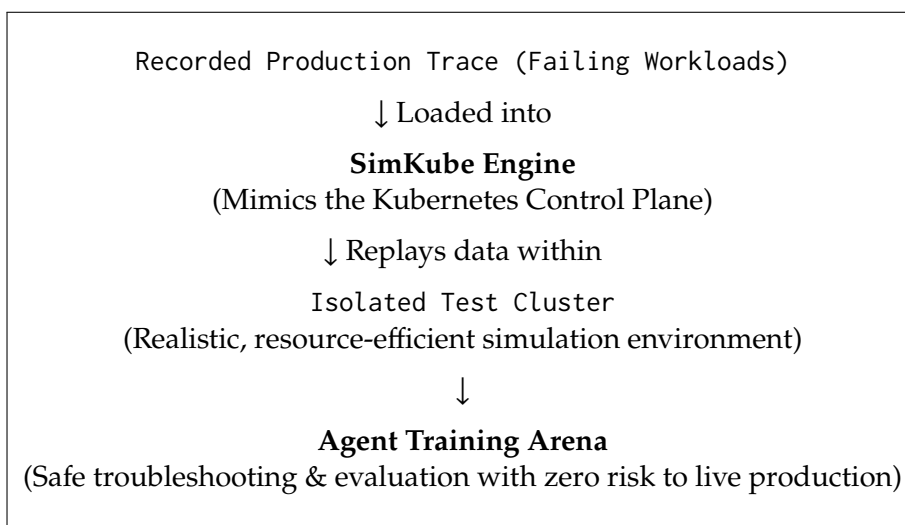 Recorded Production Trace (Failing Workloads)
↓ Loaded into
SimKube Engine
(Mimics the Kubernetes Control Plane)
↓ Replays data within
Isolated Test Cluster
(Realistic, resource-efficient simulation environment)
↓
Agent Training Arena
(Safe troubleshooting & evaluation with zero risk to live production)